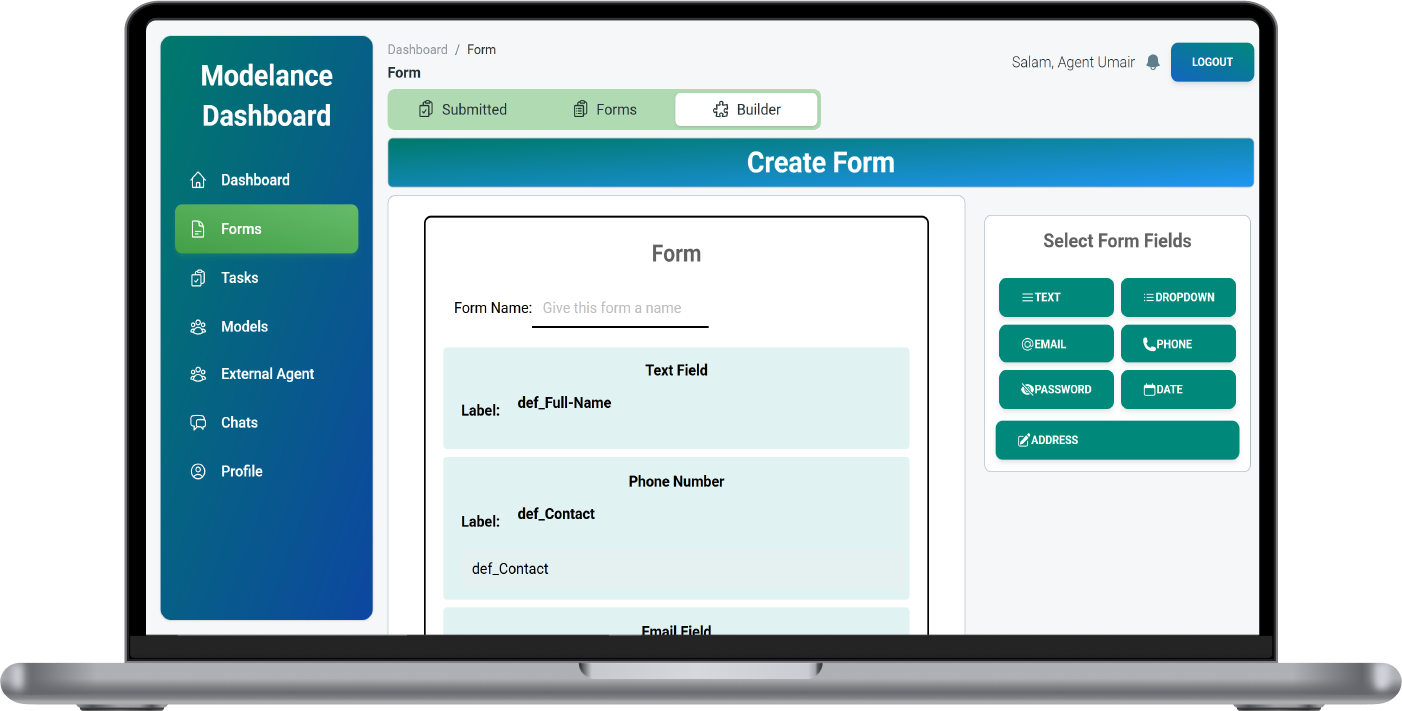 Modelance
Dashboard
Dashboard
Forms
Tasks
Models
External Agent
Chats
Profile
Dashboard / Form
Form
Salam, Agent Umair
LOGOUT
Submitted
Forms
Builder
Create Form
Form
Form Name: Give this form a name
Text Field
Label: def_Full-Name
Phone Number
Label: def_Contact
def_Contact
Email Field
Select Form Fields
TEXT
DROPDOWN
EMAIL
PHONE
PASSWORD
DATE
ADDRESS